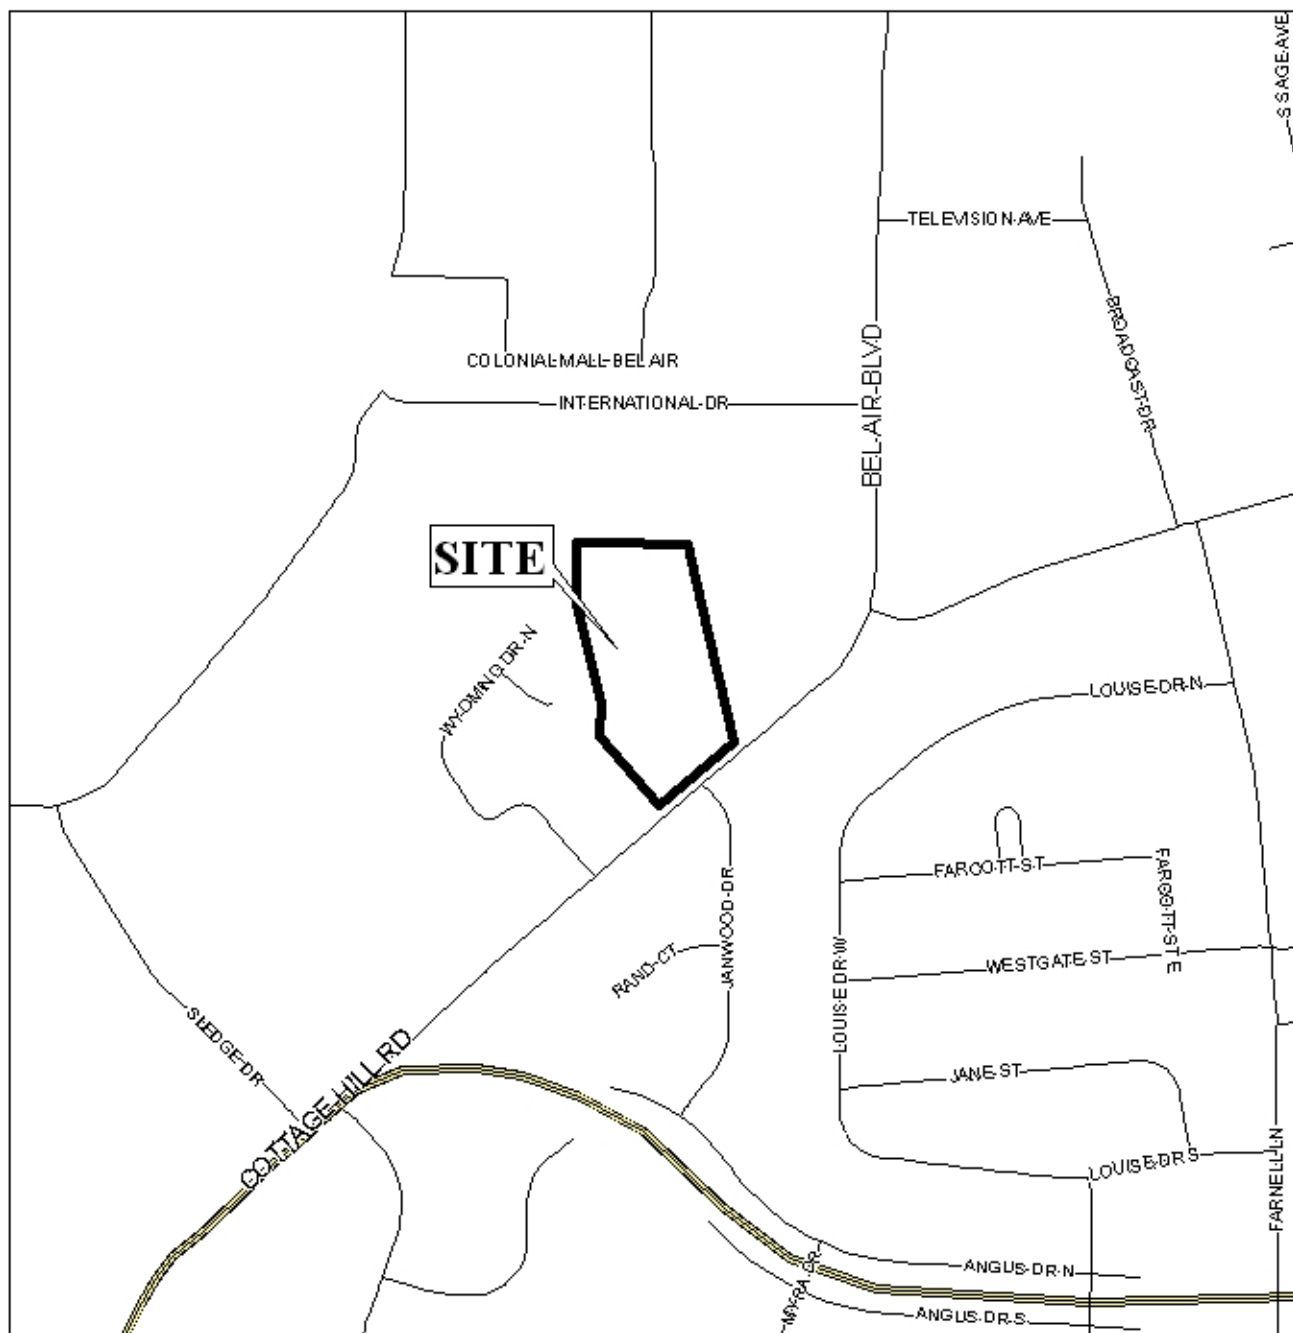 S SAGE AVE
TELEVISION AVE
BROADCAST DR
COLONIAL MALL BEL AIR
BEL AIR BLVD
INTERNATIONAL DR
SITE
WYOMING DR N
LOUISE DR N
FARCOTT ST
FARCOTT ST E
JANWOOD DR
RAND CT
LOUISE DR W
WESTGATE ST
SLEDGE DR
COTTAGE HILL RD
JANE ST
LOUISE DR S
FARNELL LN
MYRA DR
ANGUS DR N
ANGUS DR S